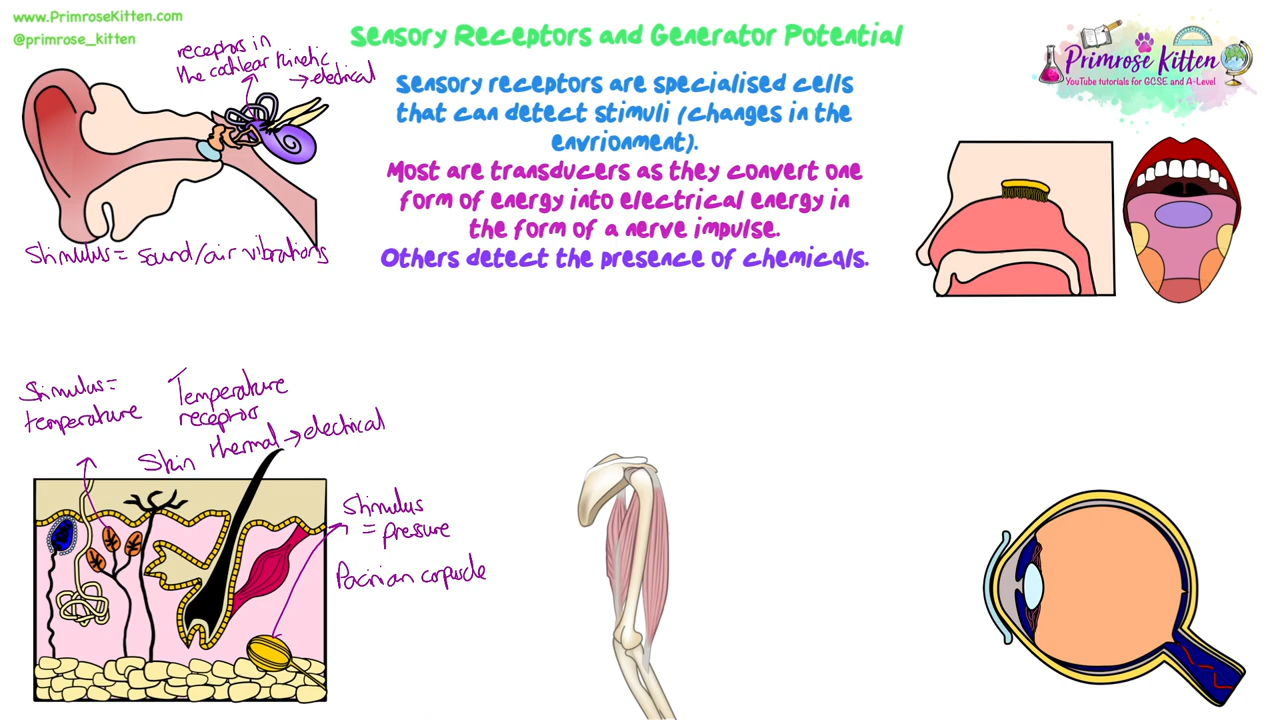 www.PrimroseKitten.com
@primrose_kitten
Sensory Receptors and Generator Potential
Primrose Kitten
YouTube tutorials for GCSE and A-Level
Sensory receptors are specialised cells
that can detect stimuli (changes in the
envrionment).
Most are transducers as they convert one
form of energy into electrical energy in
the form of a nerve impulse.
Others detect the presence of chemicals.
receptors in
the cochlear kinetic
→ electrical
Stimulus = sound/air vibrations
Stimulus =
temperature
Temperature
receptors
thermal → electrical
Skin
Stimulus
= pressure
Pacinian corpuscle